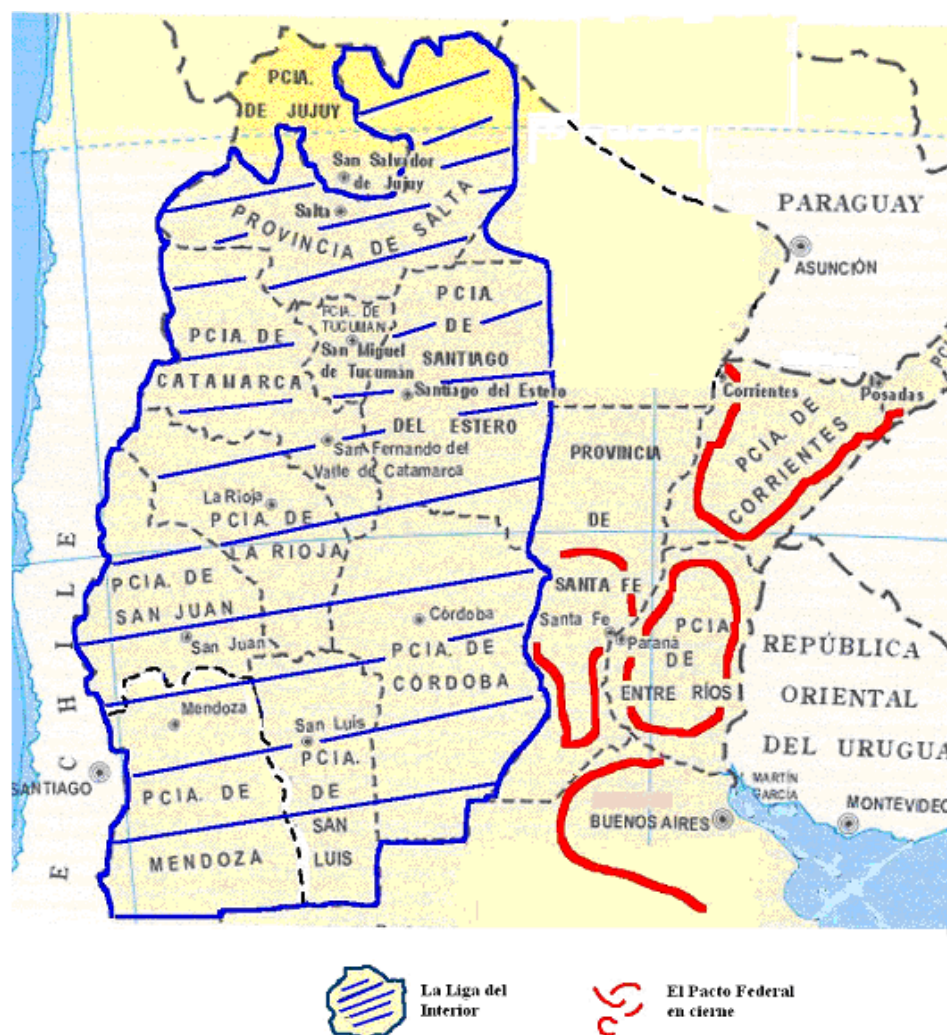 PCIA.
DE JUJUY
San Salvador
de Jujuy
Salta
PROVINCIA DE SALTA
PARAGUAY
ASUNCIÓN
PCIA. DE
TUCUMAN
San Miguel
de Tucumán
PCIA
DE
SANTIAGO
DEL ESTERO
Santiago del Estero
PCIA. DE
CATAMARCA
San Fernando del
Valle de Catamarca
Corrientes
Posadas
PCIA. DE
CORRIENTES
PROVINCIA
DE
SANTA FE
Santa Fe
La Rioja
PCIA. DE
LA RIOJA
PCIA. DE
SAN JUAN
San Juan
Córdoba
PCIA. DE
CÓRDOBA
Paraná
PCIA
DE
ENTRE RÍOS
REPÚBLICA
ORIENTAL
DEL URUGUA
Mendoza
PCIA. DE
MENDOZA
San Luis
PCIA.
DE
SAN
LUIS
SANTIAGO
E CHILE
MARTÍN
GARCÍA
BUENOS AIRES
MONTEVIDEO
La Liga del
Interior
El Pacto Federal
en cierne